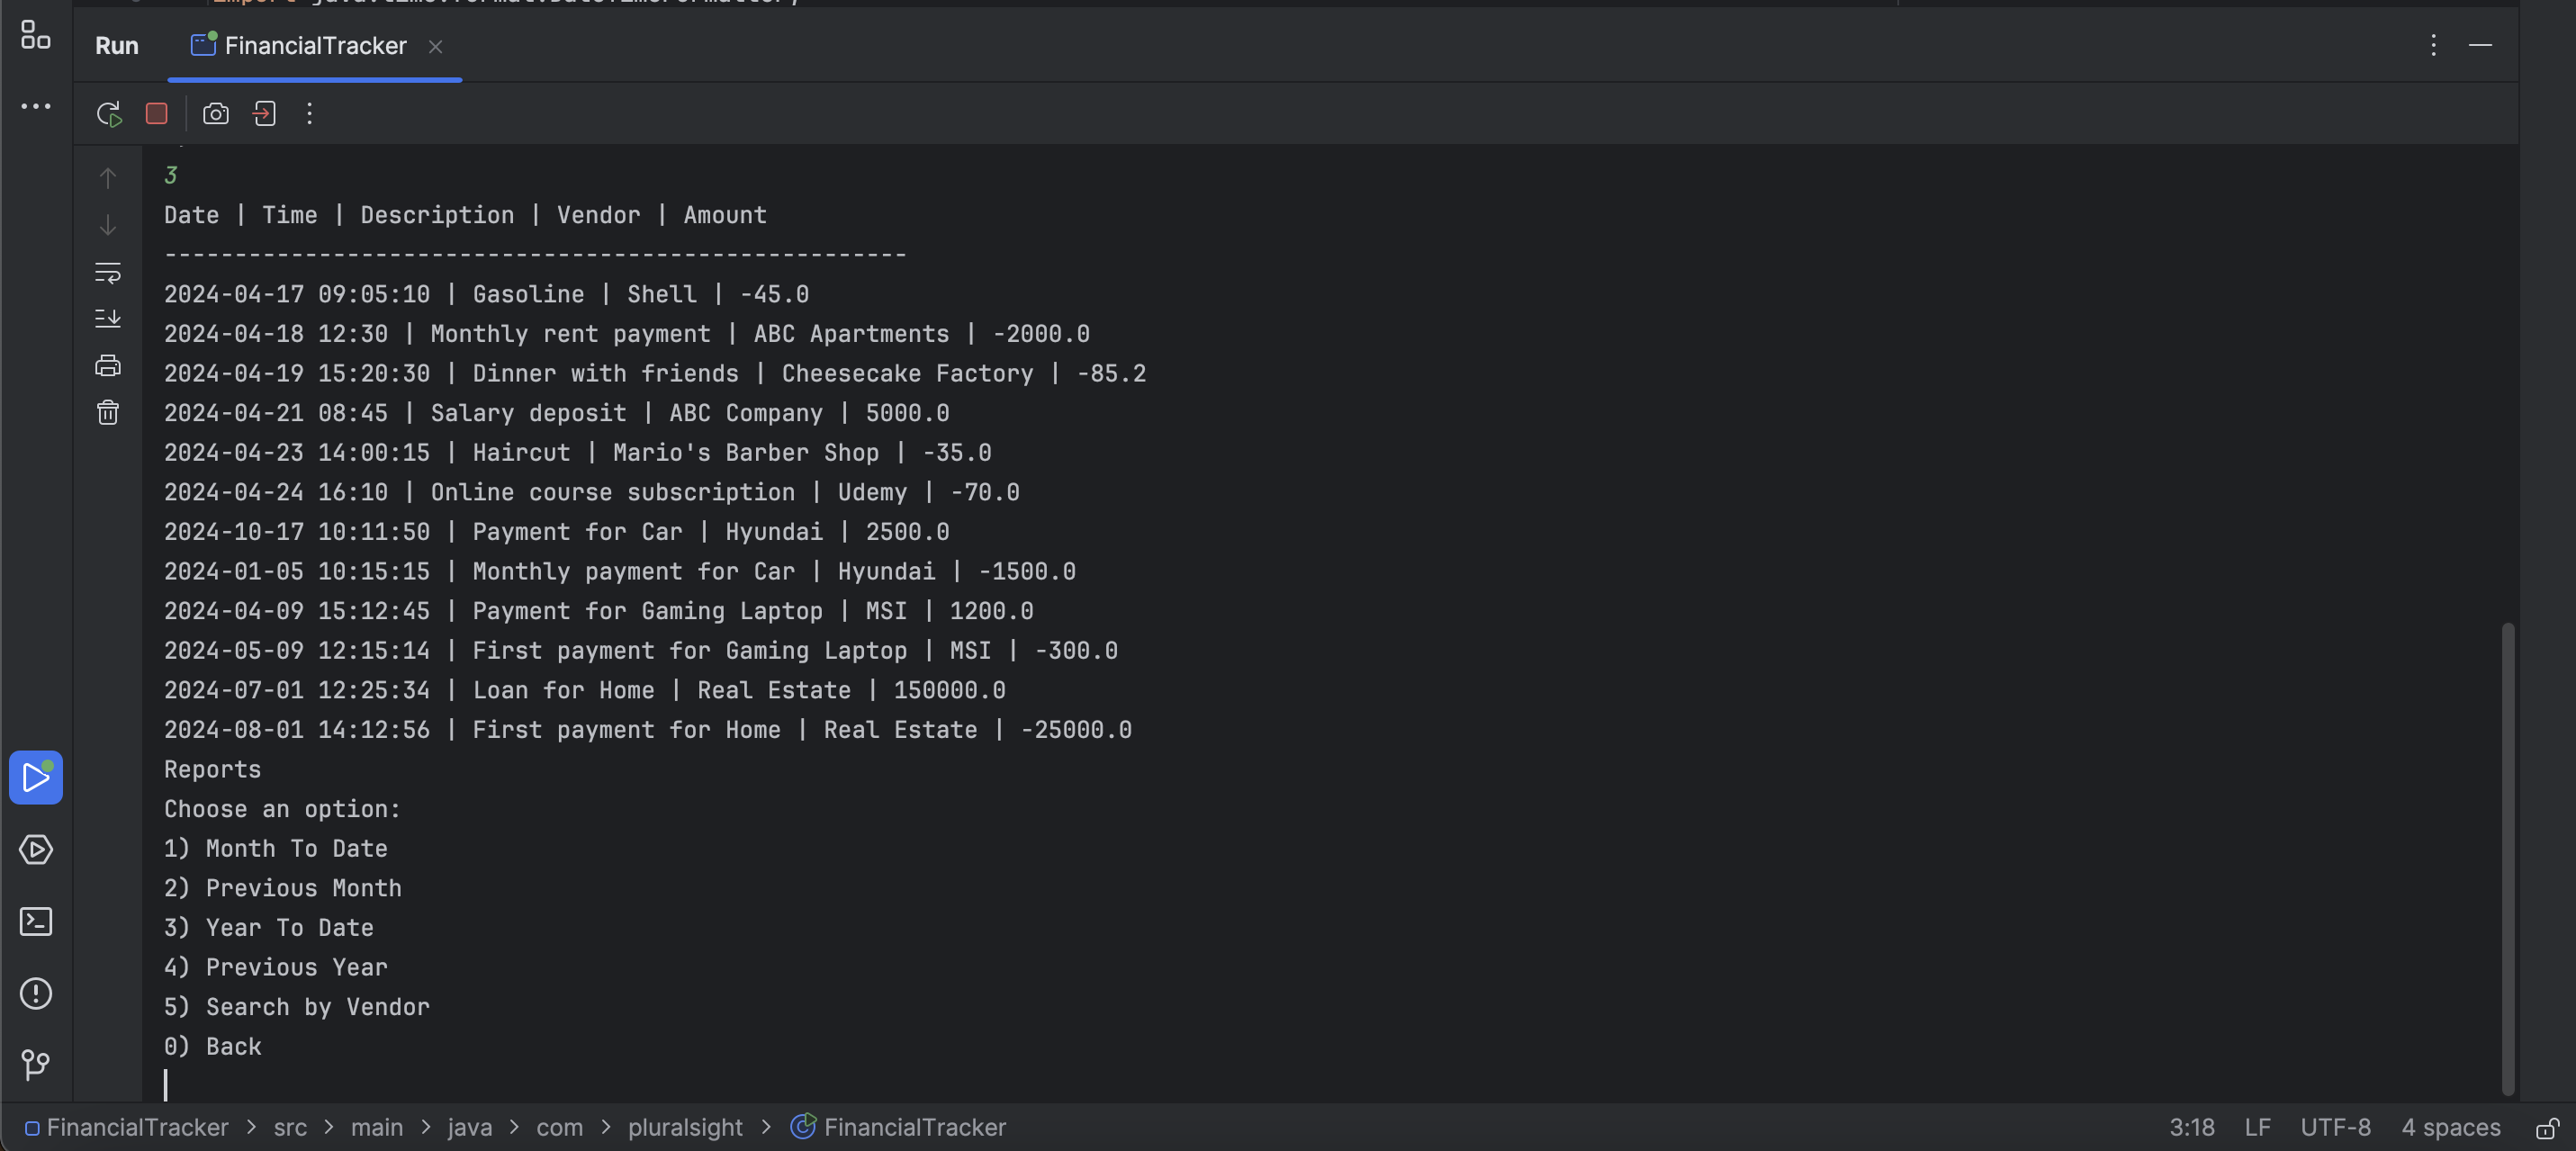 Run FinancialTracker
3
Date | Time | Description | Vendor | Amount
-----------------------------------------------------
2024-04-17 09:05:10 | Gasoline | Shell | -45.0
2024-04-18 12:30 | Monthly rent payment | ABC Apartments | -2000.0
2024-04-19 15:20:30 | Dinner with friends | Cheesecake Factory | -85.2
2024-04-21 08:45 | Salary deposit | ABC Company | 5000.0
2024-04-23 14:00:15 | Haircut | Mario's Barber Shop | -35.0
2024-04-24 16:10 | Online course subscription | Udemy | -70.0
2024-10-17 10:11:50 | Payment for Car | Hyundai | 2500.0
2024-01-05 10:15:15 | Monthly payment for Car | Hyundai | -1500.0
2024-04-09 15:12:45 | Payment for Gaming Laptop | MSI | 1200.0
2024-05-09 12:15:14 | First payment for Gaming Laptop | MSI | -300.0
2024-07-01 12:25:34 | Loan for Home | Real Estate | 150000.0
2024-08-01 14:12:56 | First payment for Home | Real Estate | -25000.0
Reports
Choose an option:
1) Month To Date
2) Previous Month
3) Year To Date
4) Previous Year
5) Search by Vendor
0) Back
FinancialTracker > src > main > java > com > pluralsight > FinancialTracker 3:18 LF UTF-8 4 spaces